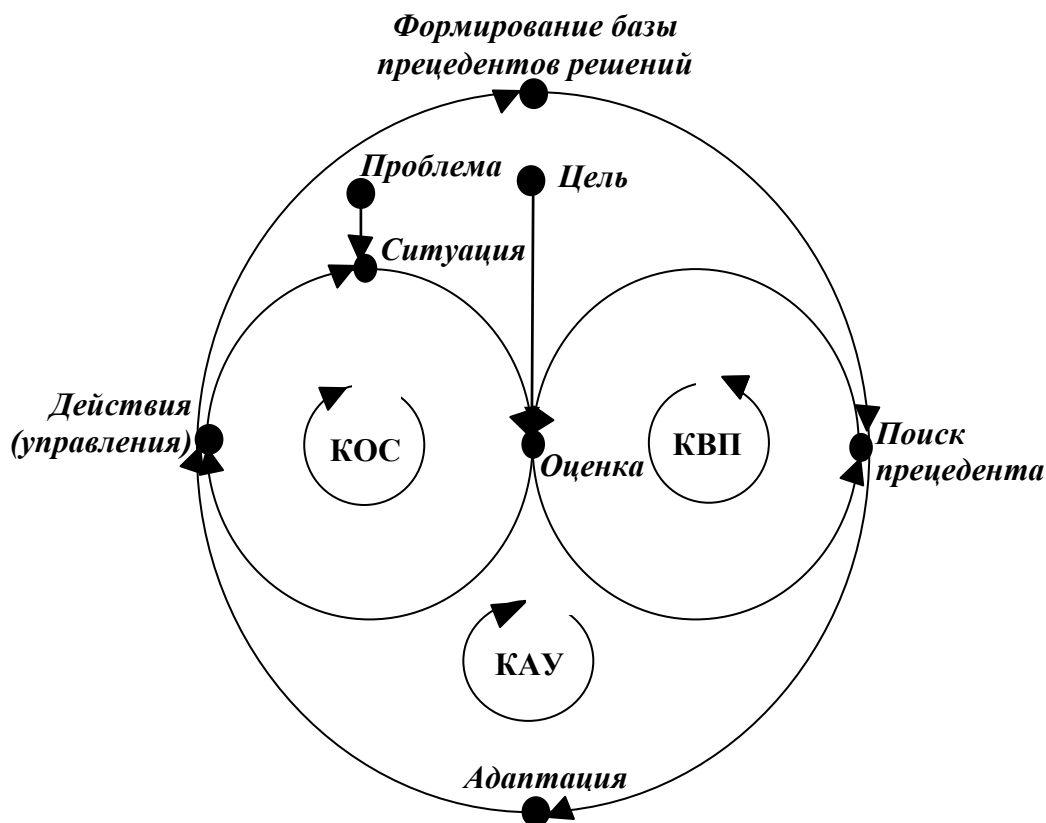 Формирование базы
прецедентов решений
Проблема
Цель
Ситуация
Действия
(управления)
КОС
Оценка
КВП
Поиск
прецедента
КАУ
Адаптация